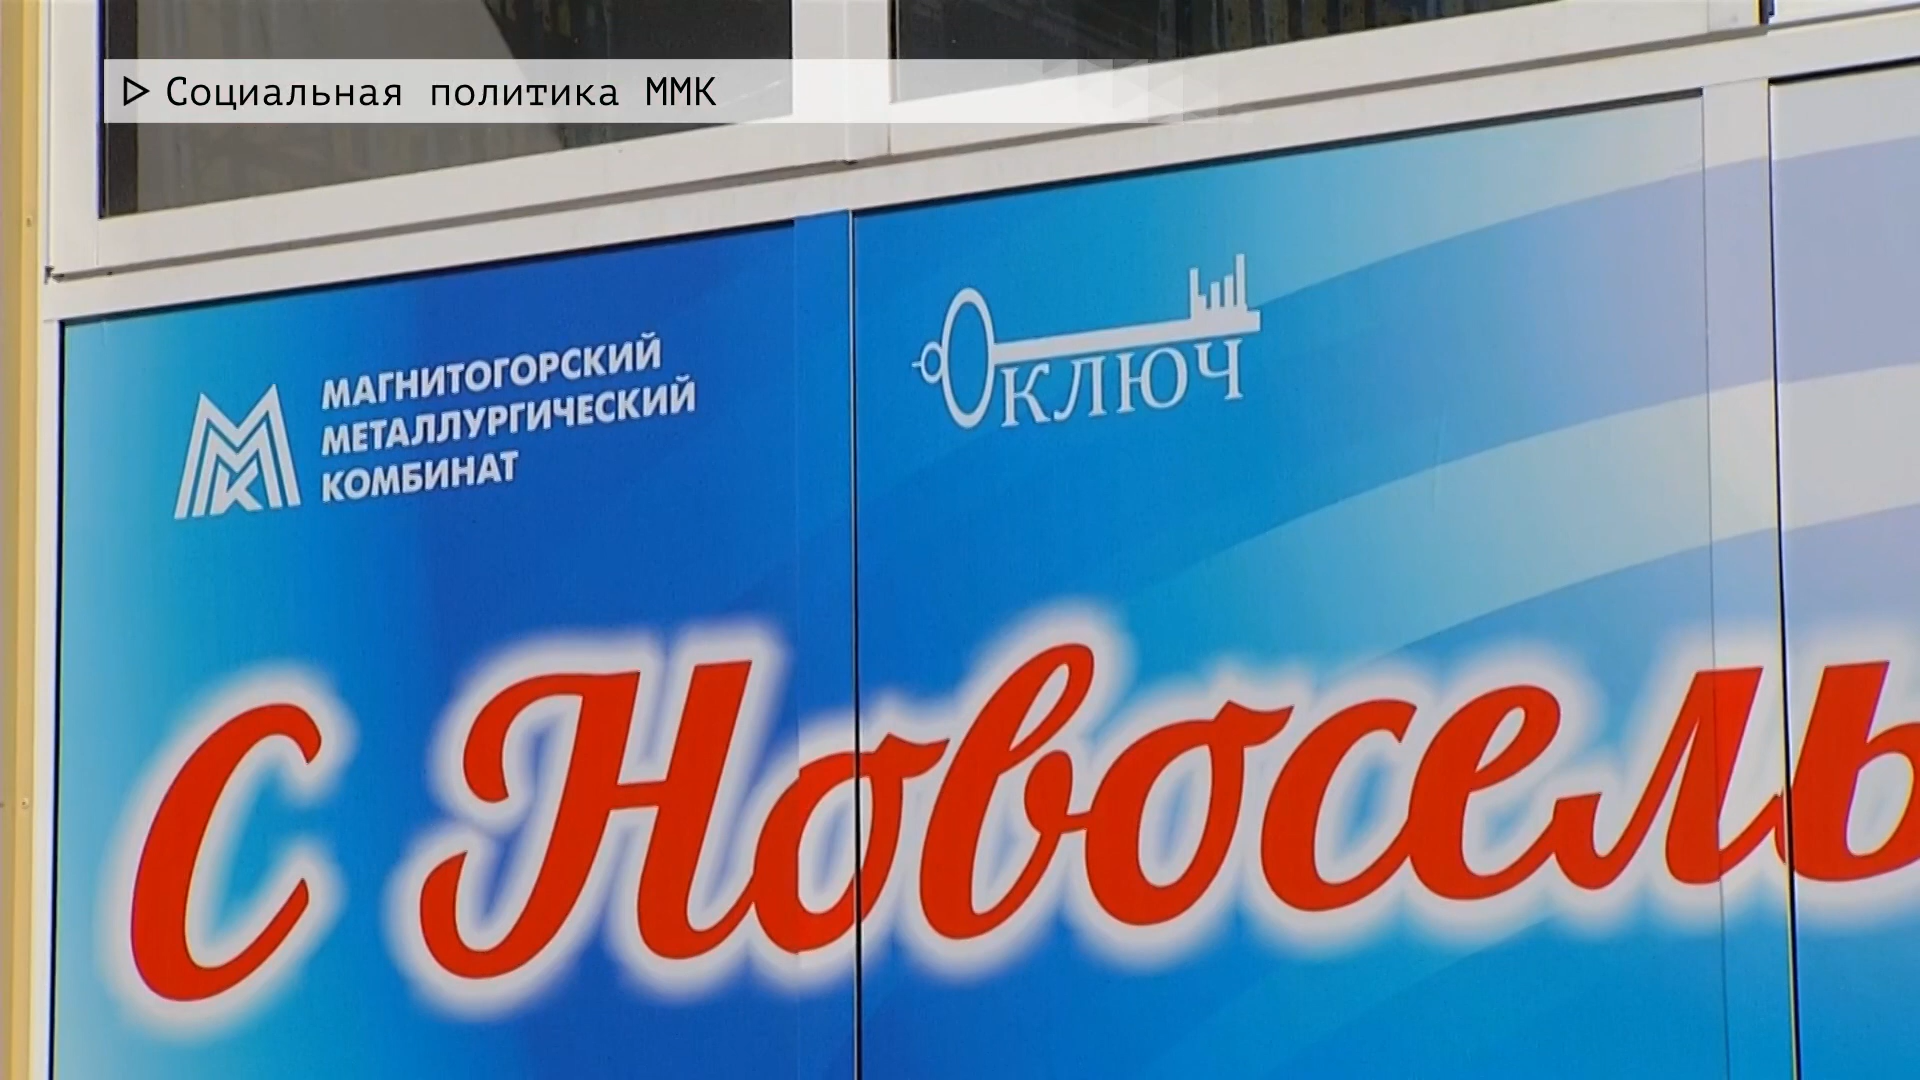 Социальная политика ММК
МАГНИТОГОРСКИЙ
МЕТАЛЛУРГИЧЕСКИЙ
КОМБИНАТ
КЛЮЧ
С Новосель